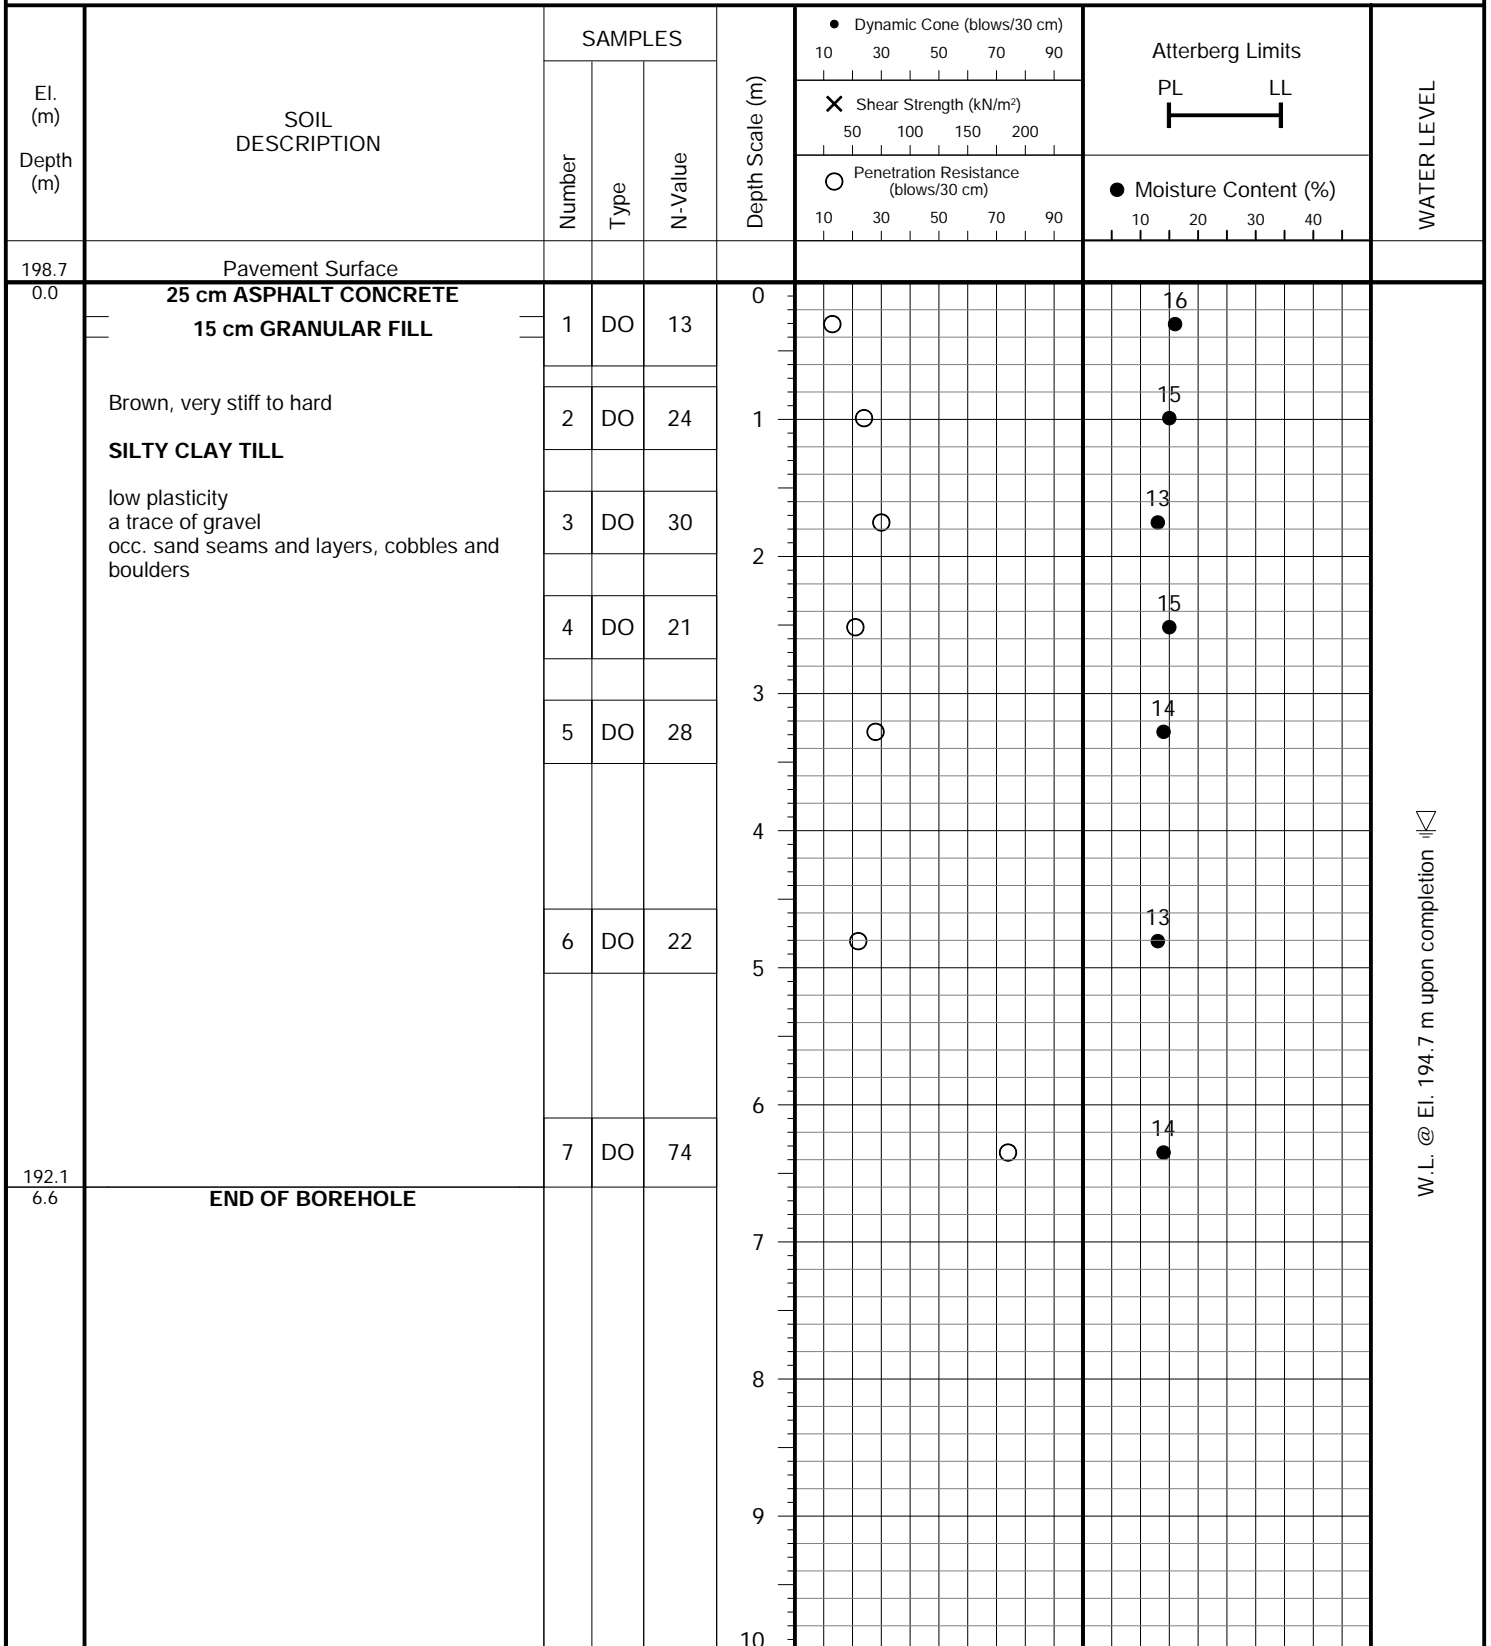 El.
(m)
Depth
(m)
SOIL
DESCRIPTION
SAMPLES
Number
Type
N-Value
Depth Scale (m)
Dynamic Cone (blows/30 cm)
10 30 50 70 90
Shear Strength (kN/m²)
50 100 150 200
Penetration Resistance
(blows/30 cm)
10 30 50 70 90
Atterberg Limits
PL LL
Moisture Content (%)
10 20 30 40
WATER LEVEL
198.7 Pavement Surface
0.0 25 cm ASPHALT CONCRETE 0
16
15 cm GRANULAR FILL 1 DO 13
15
Brown, very stiff to hard
2 DO 24 1
SILTY CLAY TILL
low plasticity 13
a trace of gravel 3 DO 30
occ. sand seams and layers, cobbles and
boulders
2
15
4 DO 21
3
14
5 DO 28
4
13
6 DO 22
5
W.L. @ El. 194.7 m upon completion
6
14
7 DO 74
192.1
6.6 END OF BOREHOLE
7
8
9
10